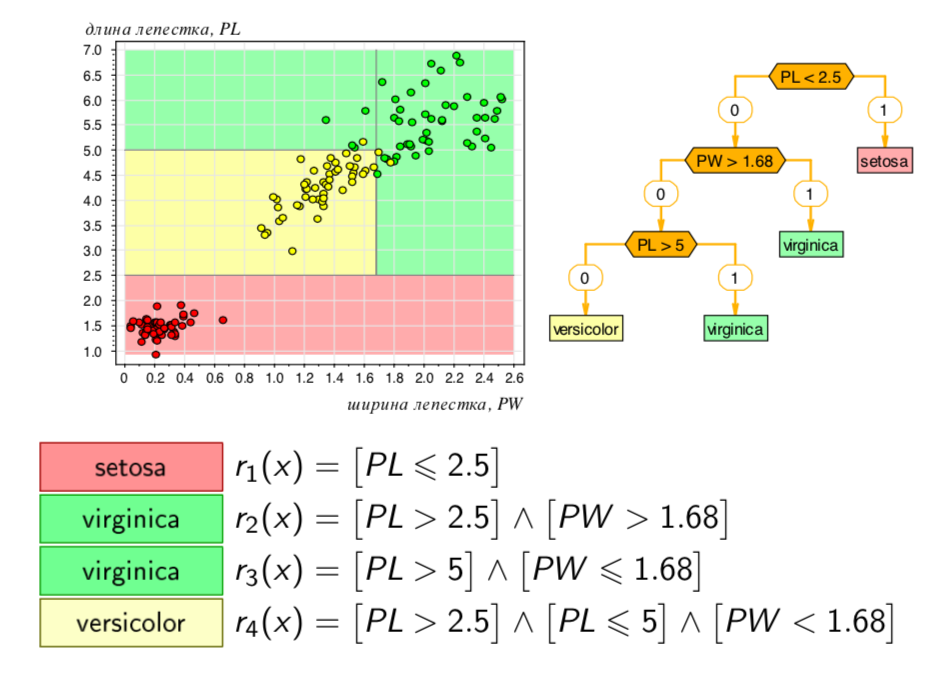 длина лепестка, PL
7.0
6.5
6.0
5.5
5.0
4.5
4.0
3.5
3.0
2.5
2.0
1.5
1.0
0 0.2 0.4 0.6 0.8 1.0 1.2 1.4 1.6 1.8 2.0 2.2 2.4 2.6
ширина лепестка, PW
PL < 2.5
0 1
PW > 1.68 setosa
0 1
PL > 5 virginica
0 1
versicolor virginica
setosa r₁(x) = [PL ⩽ 2.5]
virginica r₂(x) = [PL > 2.5] ∧ [PW > 1.68]
virginica r₃(x) = [PL > 5] ∧ [PW ⩽ 1.68]
versicolor r₄(x) = [PL > 2.5] ∧ [PL ⩽ 5] ∧ [PW < 1.68]